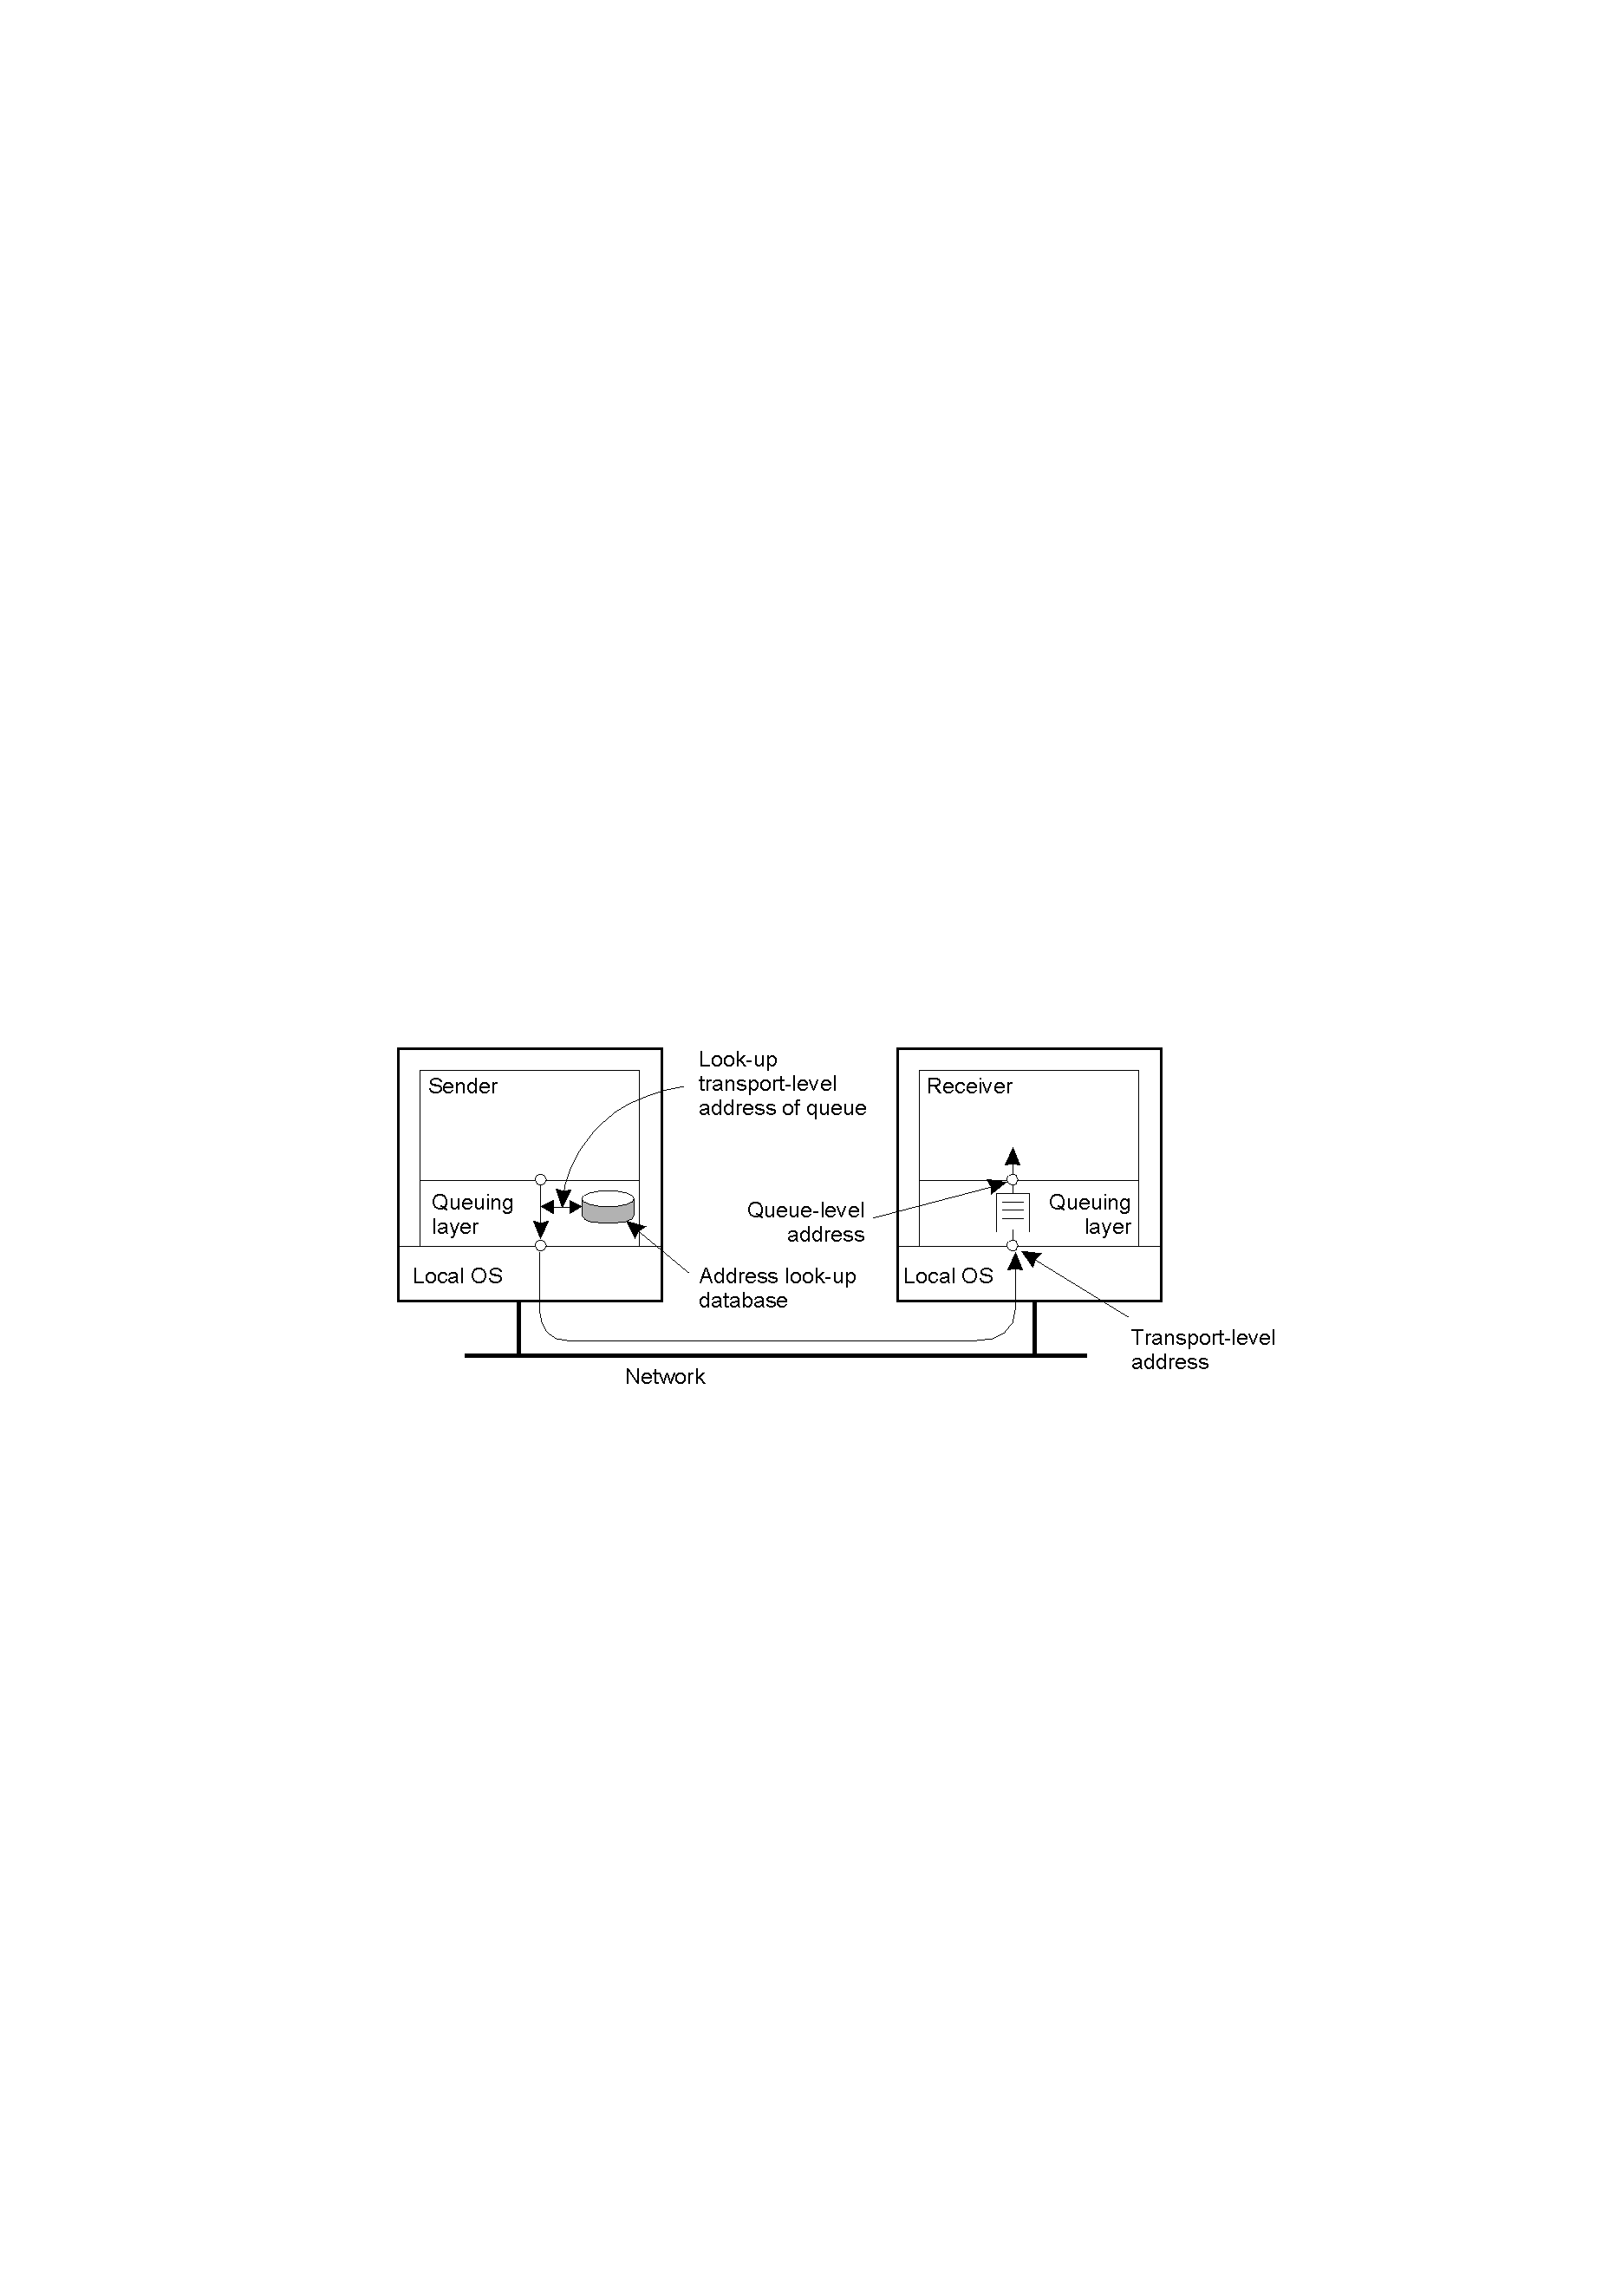 Sender
Queuing
layer
Local OS
Look-up
transport-level
address of queue
Address look-up
database
Queue-level
address
Receiver
Queuing
layer
Local OS
Transport-level
address
Network